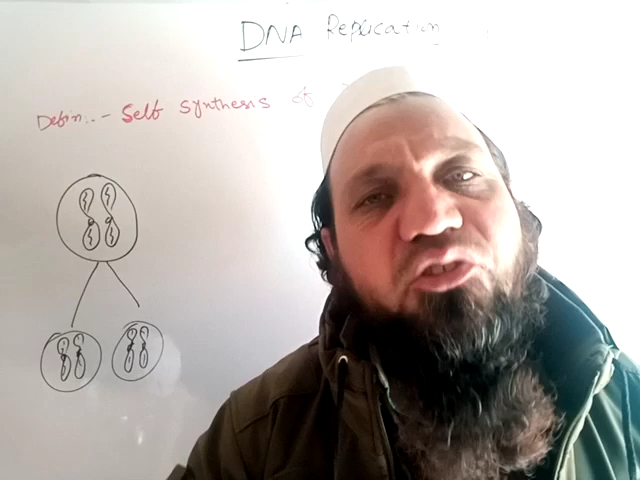 DNA Replication
Defin:- Self synthesis of